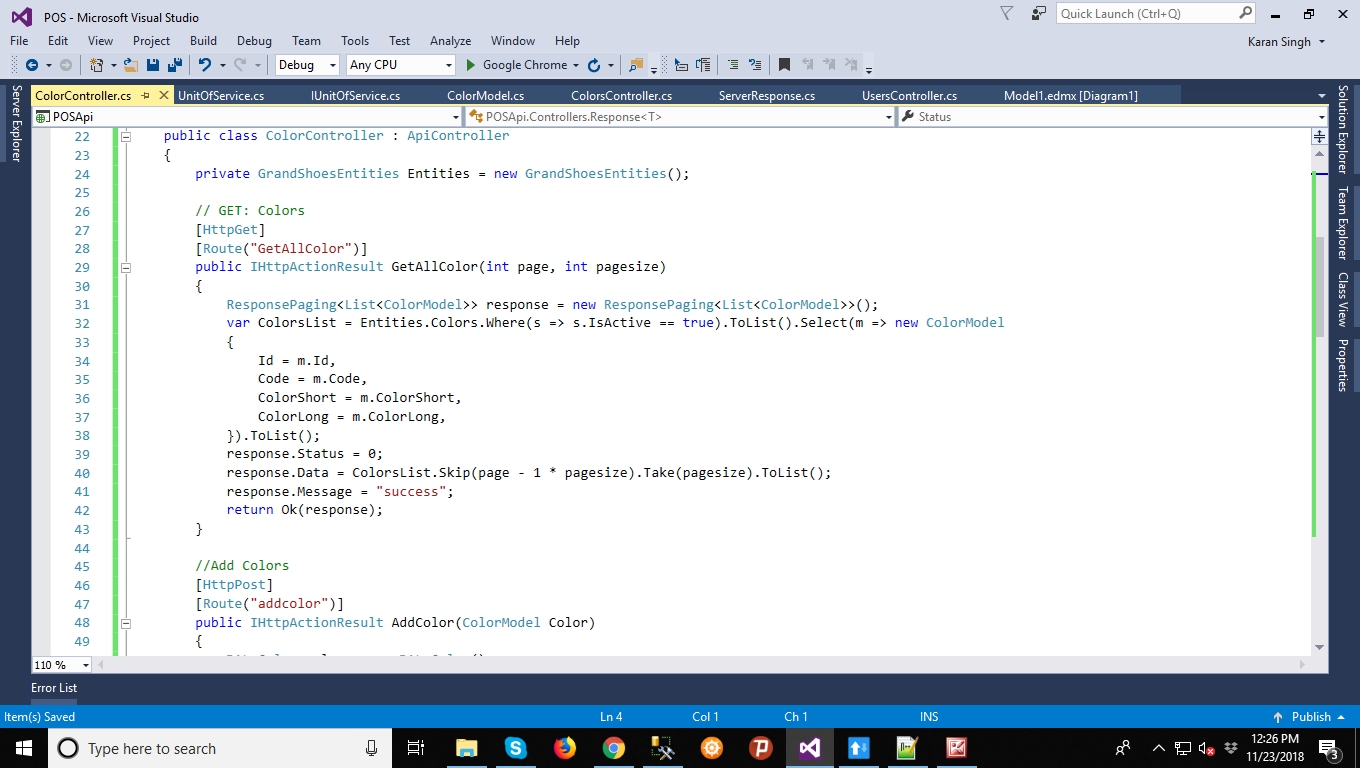 POS - Microsoft Visual Studio
Quick Launch (Ctrl+Q)
File Edit View Project Build Debug Team Tools Test Analyze Window Help
Karan Singh
Debug Any CPU Google Chrome
ColorController.cs UnitOfService.cs IUnitOfService.cs ColorModel.cs ColorsController.cs ServerResponse.cs UsersController.cs Model1.edmx [Diagram1]
Server Explorer
POSApi POSApi.Controllers.Response<T> Status
22 public class ColorController : ApiController
23 {
24 private GrandShoesEntities Entities = new GrandShoesEntities();
25
26 // GET: Colors
27 [HttpGet]
28 [Route("GetAllColor")]
29 public IHttpActionResult GetAllColor(int page, int pagesize)
30 {
31 ResponsePaging<List<ColorModel>> response = new ResponsePaging<List<ColorModel>>();
32 var ColorsList = Entities.Colors.Where(s => s.IsActive == true).ToList().Select(m => new ColorModel
33 {
34 Id = m.Id,
35 Code = m.Code,
36 ColorShort = m.ColorShort,
37 ColorLong = m.ColorLong,
38 }).ToList();
39 response.Status = 0;
40 response.Data = ColorsList.Skip(page - 1 * pagesize).Take(pagesize).ToList();
41 response.Message = "success";
42 return Ok(response);
43 }
44
45 //Add Colors
46 [HttpPost]
47 [Route("addcolor")]
48 public IHttpActionResult AddColor(ColorModel Color)
49 {
Solution Explorer
Team Explorer
Class View
Properties
110 %
Error List
Item(s) Saved Ln 4 Col 1 Ch 1 INS Publish
Type here to search
12:26 PM
11/23/2018
3